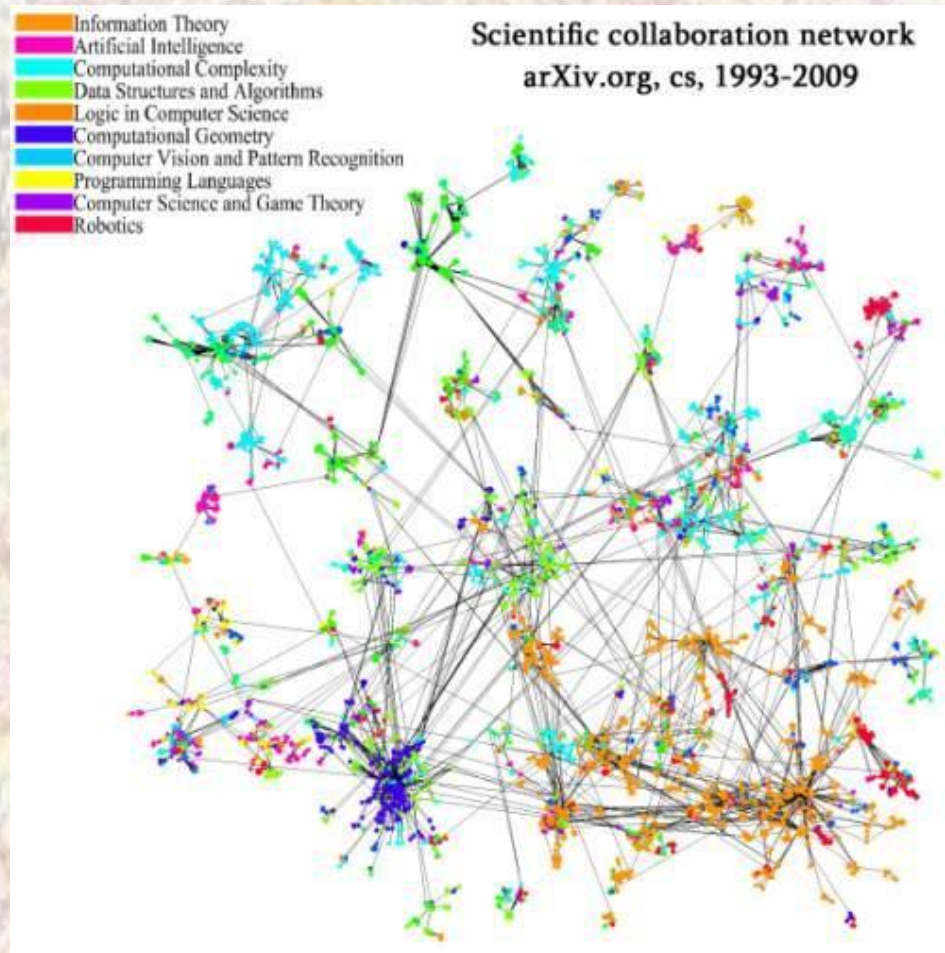 Information Theory
Artificial Intelligence
Computational Complexity
Data Structures and Algorithms
Logic in Computer Science
Computational Geometry
Computer Vision and Pattern Recognition
Programming Languages
Computer Science and Game Theory
Robotics
Scientific collaboration network
arXiv.org, cs, 1993-2009